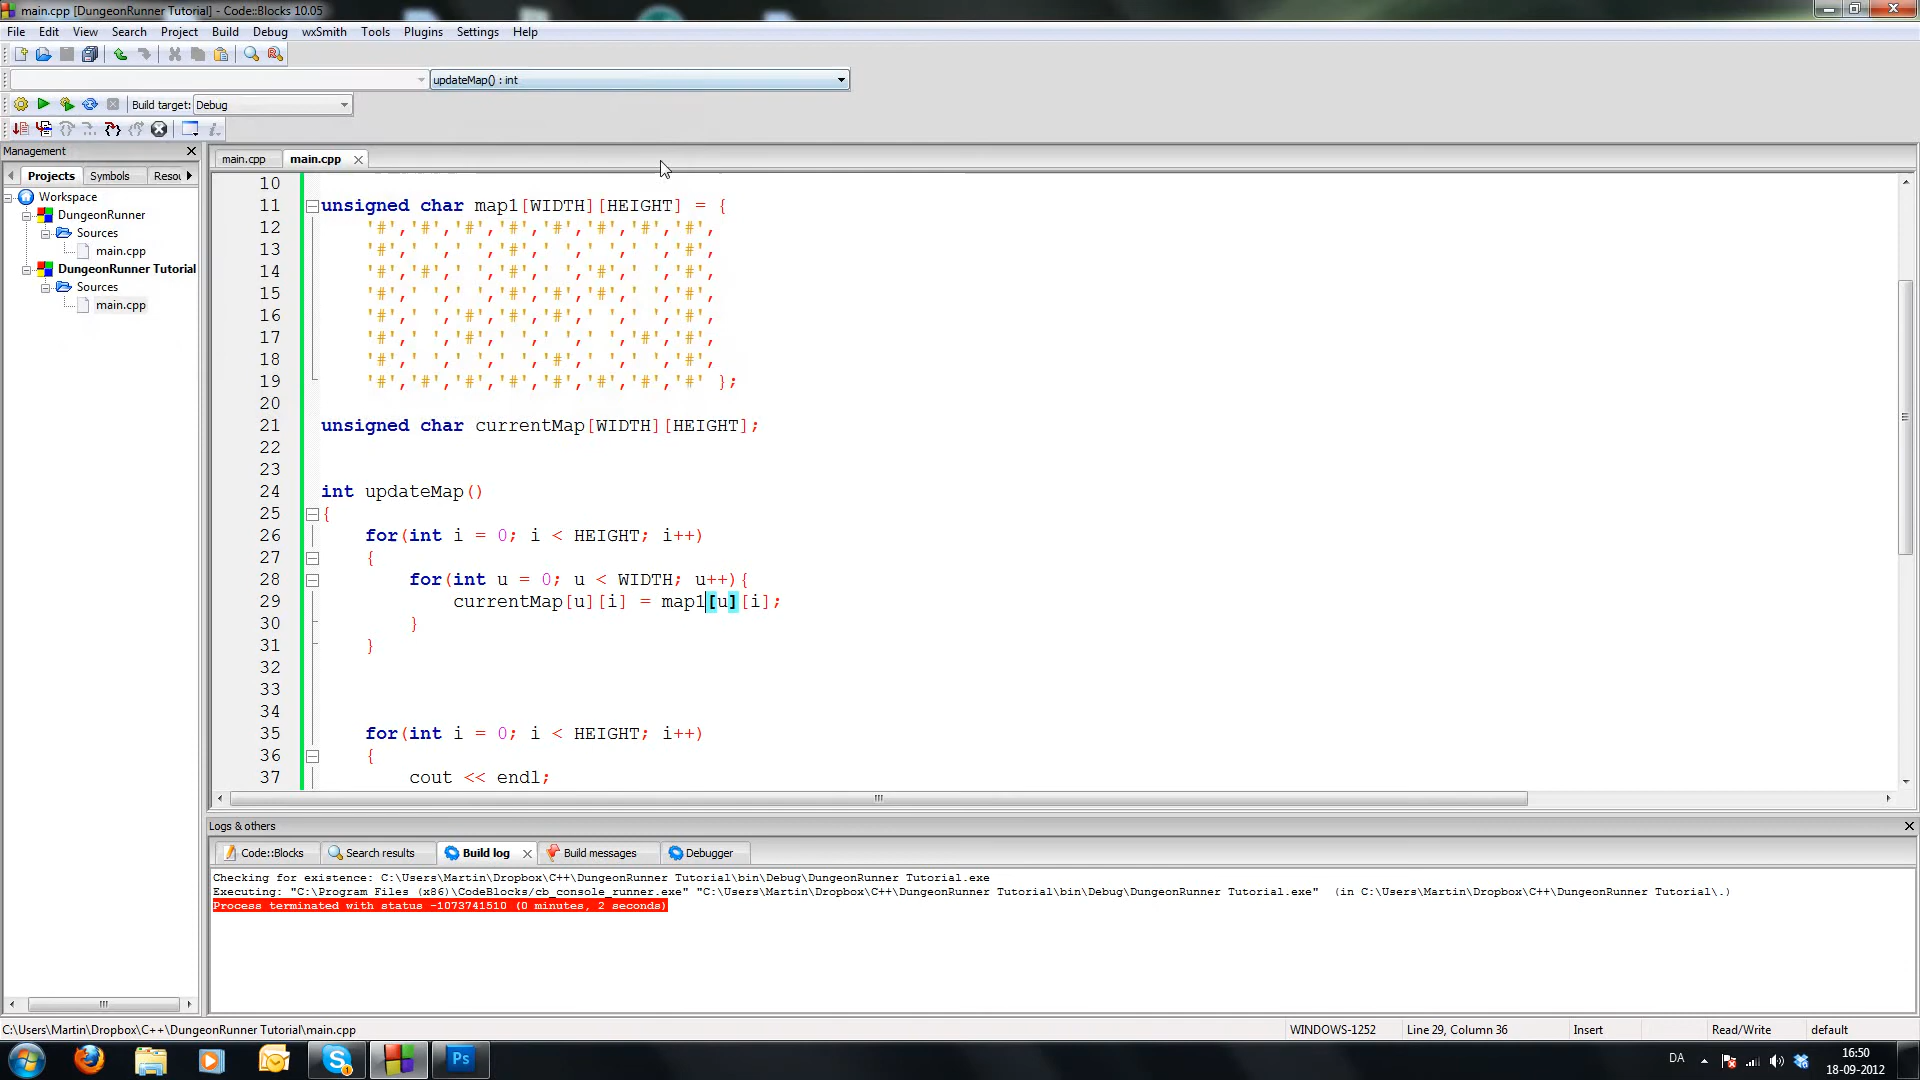 main.cpp [DungeonRunner Tutorial] - Code::Blocks 10.05
File Edit View Search Project Build Debug wxSmith Tools Plugins Settings Help
updateMap() : int
Build target: Debug
Management
Projects Symbols Resou
Workspace
DungeonRunner
Sources
main.cpp
DungeonRunner Tutorial
Sources
main.cpp
main.cpp main.cpp
10
11 unsigned char map1[WIDTH][HEIGHT] = {
12 '#','#','#','#','#','#','#','#',
13 '#',' ',' ','#',' ',' ',' ','#',
14 '#','#',' ','#',' ','#',' ','#',
15 '#',' ',' ','#','#','#',' ','#',
16 '#',' ','#','#','#',' ',' ','#',
17 '#',' ','#',' ',' ',' ','#','#',
18 '#',' ',' ',' ','#',' ',' ','#',
19 '#','#','#','#','#','#','#','#' };
20
21 unsigned char currentMap[WIDTH][HEIGHT];
22
23
24 int updateMap()
25 {
26 for(int i = 0; i < HEIGHT; i++)
27 {
28 for(int u = 0; u < WIDTH; u++){
29 currentMap[u][i] = map1[u][i];
30 }
31 }
32
33
34
35 for(int i = 0; i < HEIGHT; i++)
36 {
37 cout << endl;
Logs & others
Code::Blocks Search results Build log Build messages Debugger
Checking for existence: C:\Users\Martin\Dropbox\C++\DungeonRunner Tutorial\bin\Debug\DungeonRunner Tutorial.exe
Executing: "C:\Program Files (x86)\CodeBlocks/cb_console_runner.exe" "C:\Users\Martin\Dropbox\C++\DungeonRunner Tutorial\bin\Debug\DungeonRunner Tutorial.exe" (in C:\Users\Martin\Dropbox\C++\DungeonRunner Tutorial\.)
Process terminated with status -1073741510 (0 minutes, 2 seconds)
C:\Users\Martin\Dropbox\C++\DungeonRunner Tutorial\main.cpp WINDOWS-1252 Line 29, Column 36 Insert Read/Write default
Ps
DA
16:50
18-09-2012